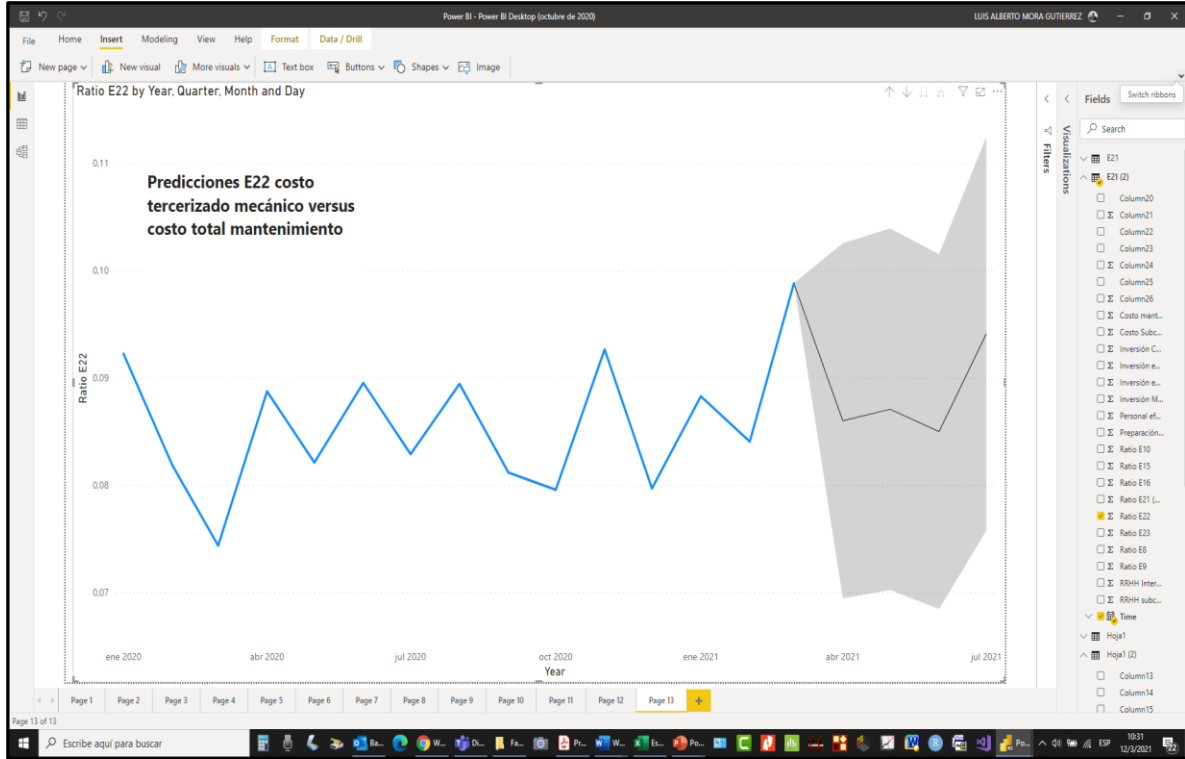 Power BI - Power BI Desktop (octubre de 2020)
LUIS ALBERTO MORA GUTIERREZ
File Home Insert Modeling View Help Format Data / Drill
New page New visual More visuals Text box Buttons Shapes Image
Switch ribbons
Ratio E22 by Year, Quarter, Month and Day
Predicciones E22 costo
tercerizado mecánico versus
costo total mantenimiento
0.11
0.10
0.09
0.08
0.07
Ratio E22
ene 2020 abr 2020 jul 2020 oct 2020 ene 2021 abr 2021 jul 2021
Year
Filters
Visualizations
Fields
Search
E21
E21 (2)
Column20
Column21
Column22
Column23
Column24
Column25
Column26
Costo mant...
Costo Subc...
Inversión C...
Inversión e...
Inversión e...
Inversión M...
Personal ef...
Preparación...
Ratio E10
Ratio E15
Ratio E16
Ratio E21 (...
Ratio E22
Ratio E23
Ratio E8
Ratio E9
RRHH Inter...
RRHH subc...
Time
Hoja1
Hoja1 (2)
Column13
Column14
Column15
Page 1 Page 2 Page 3 Page 4 Page 5 Page 6 Page 7 Page 8 Page 9 Page 10 Page 11 Page 12 Page 13
Page 13 of 13
Escribe aquí para buscar
Ba... W... Di... Fa... Pr... W... Es... Po... Po...
ESP
10:31
12/3/2021
22